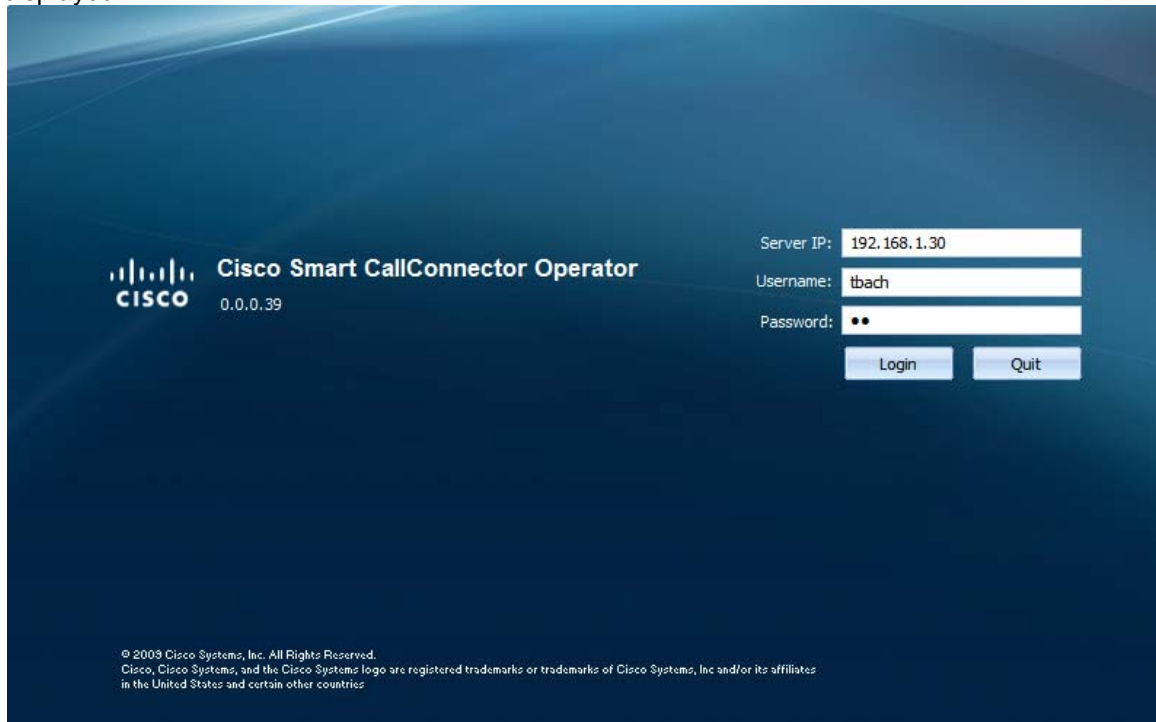 Server IP: 192.168.1.30
CISCO Cisco Smart CallConnector Operator
0.0.0.39
Username: tbach
Password: ••
Login Quit
© 2009 Cisco Systems, Inc. All Rights Reserved.
Cisco, Cisco Systems, and the Cisco Systems logo are registered trademarks or trademarks of Cisco Systems, Inc and/or its affiliates
in the United States and certain other countries